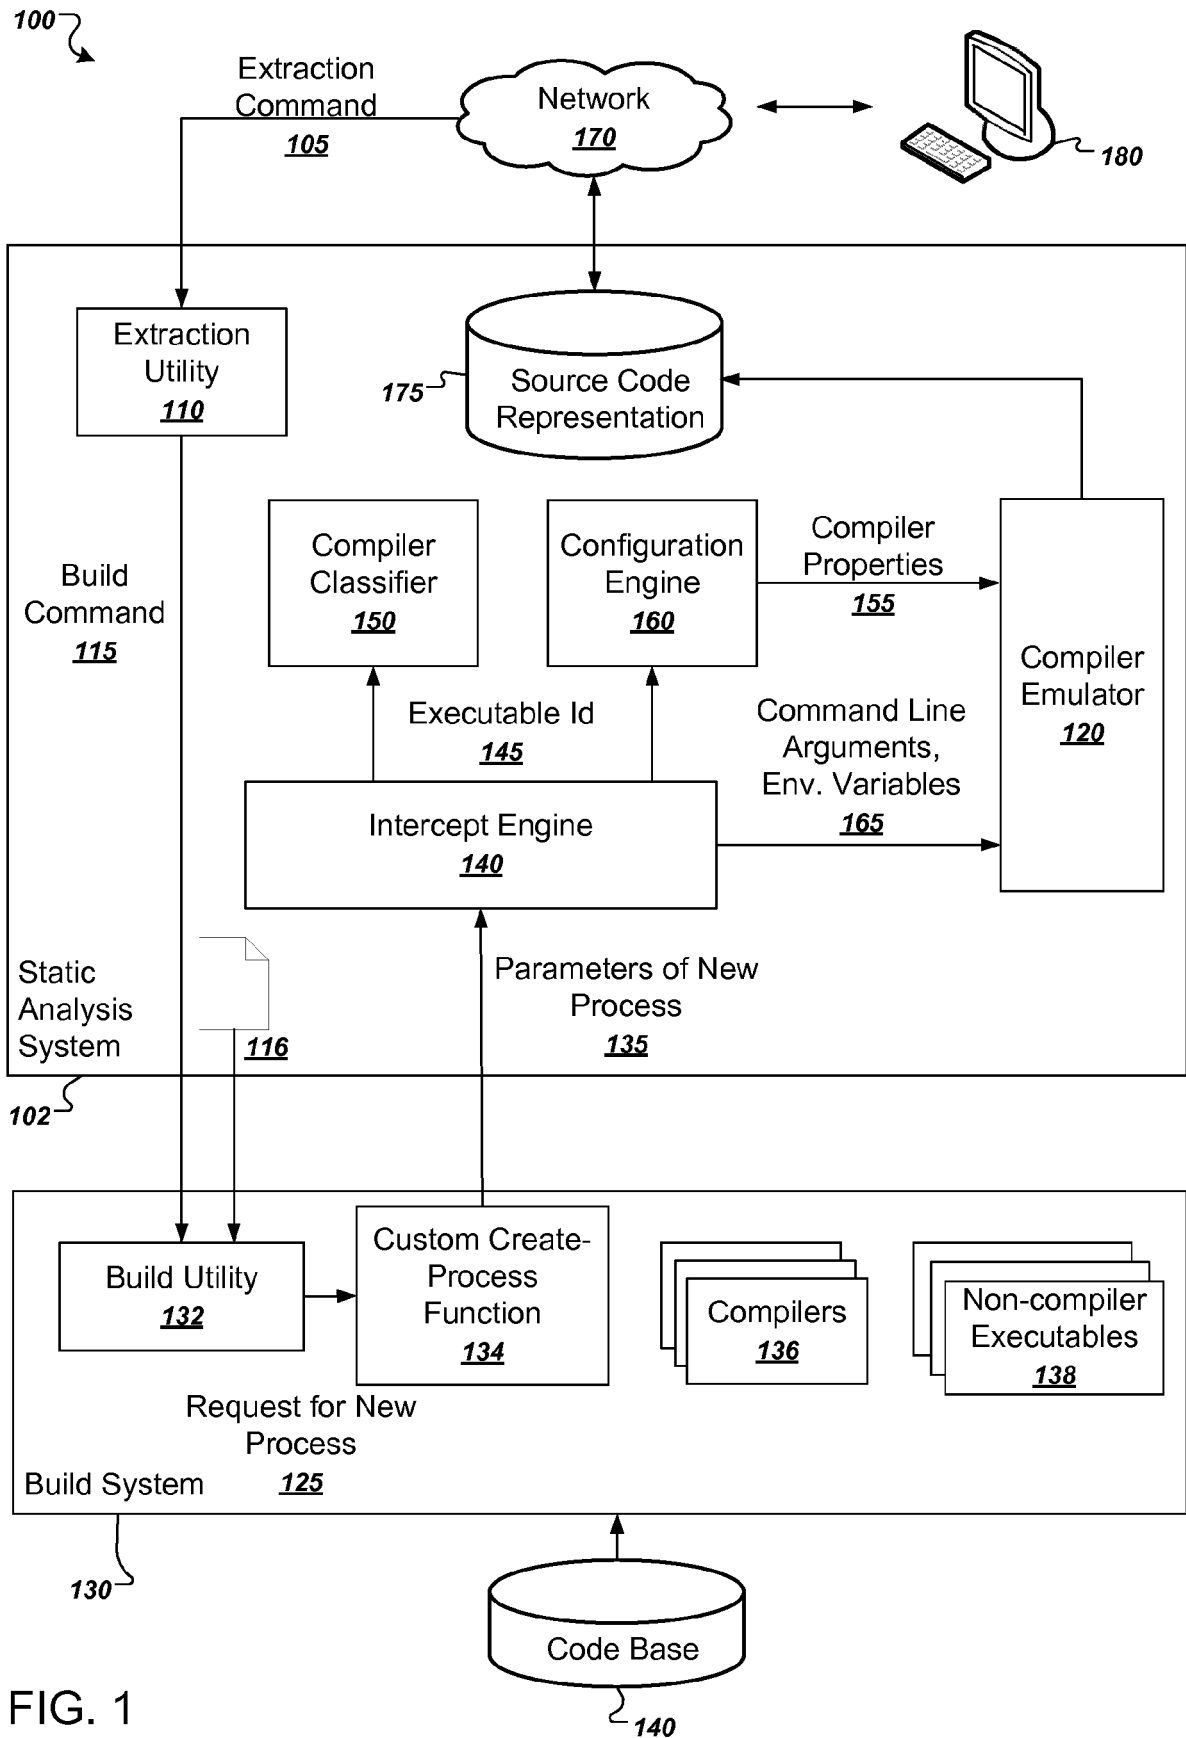 100
Extraction
Command
105
Network
170
180
Extraction
Utility
110
175
Source Code
Representation
Build
Command
115
Compiler
Classifier
150
Configuration
Engine
160
Compiler
Properties
155
Compiler
Emulator
120
Executable Id
145
Command Line
Arguments,
Env. Variables
165
Intercept Engine
140
Static
Analysis
System
116
Parameters of New
Process
135
102
Build Utility
132
Custom Create-
Process
Function
134
Compilers
136
Non-compiler
Executables
138
Request for New
Process
125
Build System
130
Code Base
140
FIG. 1